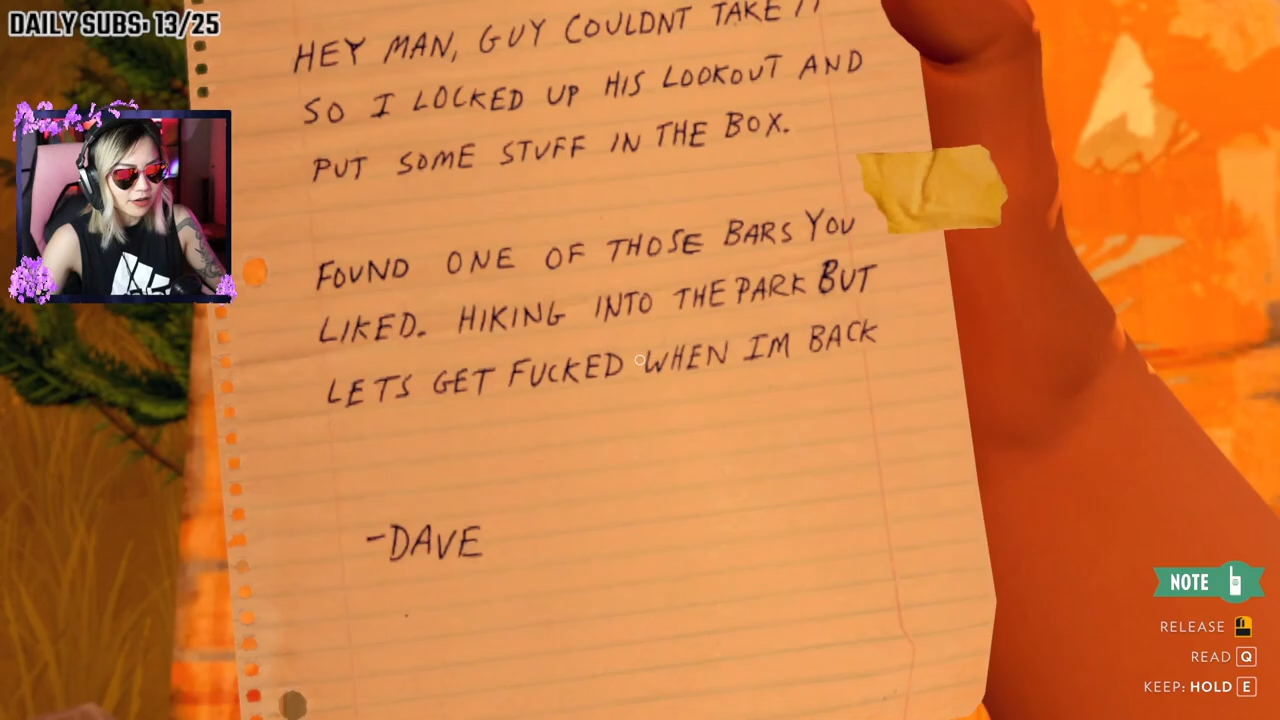 DAILY SUBS: 13/25
HEY MAN, GUY COULDNT TAKE IT
SO I LOCKED UP HIS LOOKOUT AND
PUT SOME STUFF IN THE BOX.
FOUND ONE OF THOSE BARS YOU
LIKED. HIKING INTO THE PARK BUT
LETS GET FUCKED WHEN IM BACK
-DAVE
NOTE
RELEASE
READ Q
KEEP: HOLD E